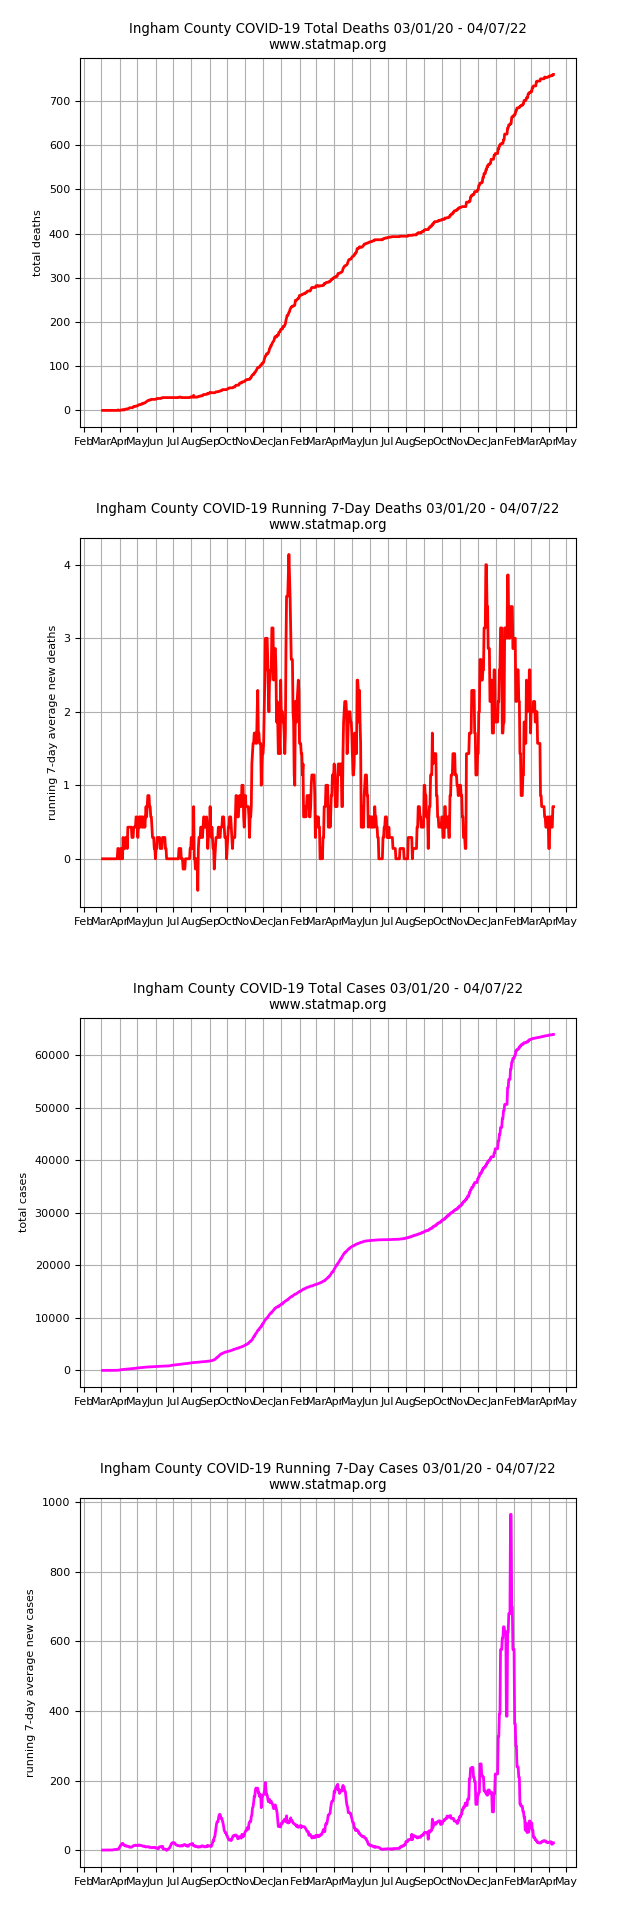 Ingham County COVID-19 Total Deaths 03/01/20 - 04/07/22
www.statmap.org
700
600
500
400
300
200
100
0
total deaths
Feb Mar Apr May Jun Jul Aug Sep Oct Nov Dec Jan Feb Mar Apr May Jun Jul Aug Sep Oct Nov Dec Jan Feb Mar Apr May
Ingham County COVID-19 Running 7-Day Deaths 03/01/20 - 04/07/22
www.statmap.org
4
3
2
1
0
running 7-day average new deaths
Feb Mar Apr May Jun Jul Aug Sep Oct Nov Dec Jan Feb Mar Apr May Jun Jul Aug Sep Oct Nov Dec Jan Feb Mar Apr May
Ingham County COVID-19 Total Cases 03/01/20 - 04/07/22
www.statmap.org
60000
50000
40000
30000
20000
10000
0
total cases
Feb Mar Apr May Jun Jul Aug Sep Oct Nov Dec Jan Feb Mar Apr May Jun Jul Aug Sep Oct Nov Dec Jan Feb Mar Apr May
Ingham County COVID-19 Running 7-Day Cases 03/01/20 - 04/07/22
www.statmap.org
1000
800
600
400
200
0
running 7-day average new cases
Feb Mar Apr May Jun Jul Aug Sep Oct Nov Dec Jan Feb Mar Apr May Jun Jul Aug Sep Oct Nov Dec Jan Feb Mar Apr May